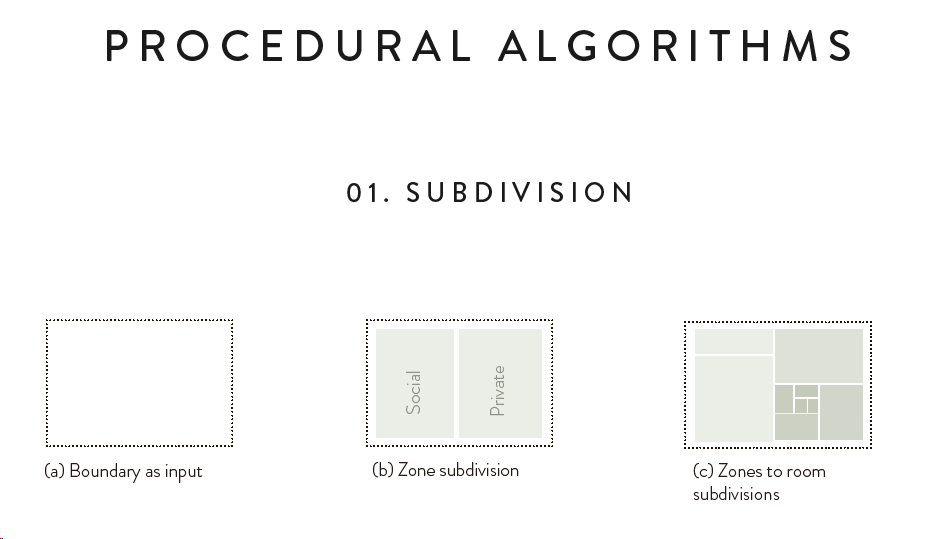 PROCEDURAL ALGORITHMS
01. SUBDIVISION
Social
Private
(a) Boundary as input
(b) Zone subdivision
(c) Zones to room
subdivisions